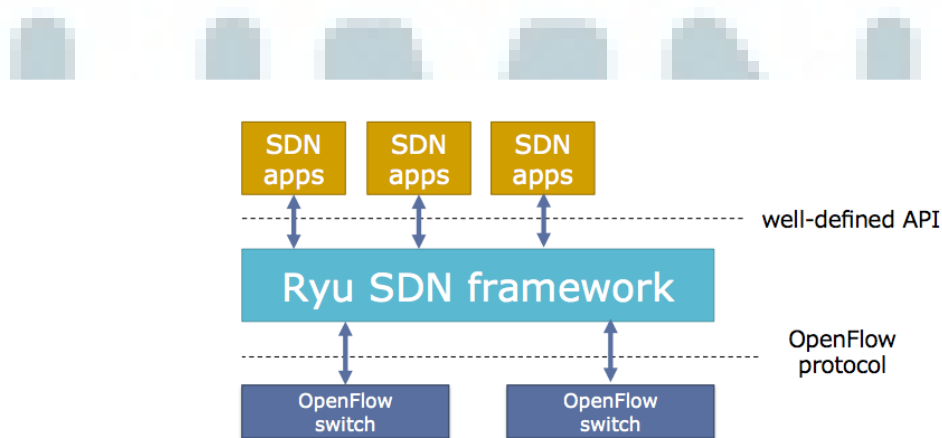 SDN
apps
SDN
apps
SDN
apps
well-defined API
Ryu SDN framework
OpenFlow
protocol
OpenFlow
switch
OpenFlow
switch